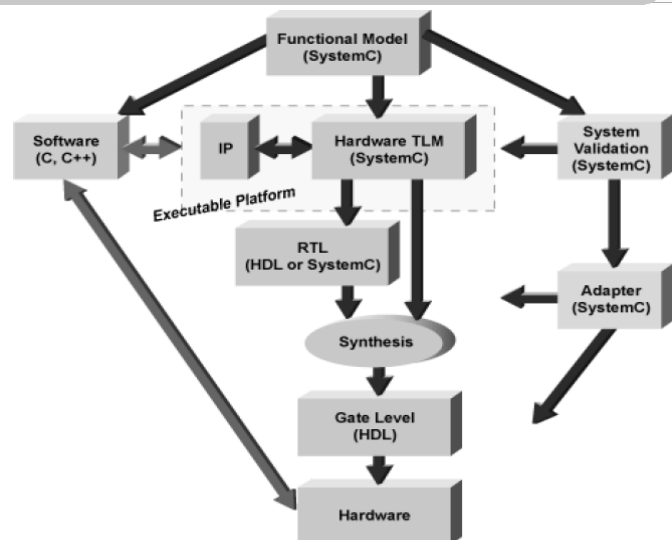 Functional Model
(SystemC)
Software
(C, C++)
IP
Hardware TLM
(SystemC)
System
Validation
(SystemC)
Executable Platform
RTL
(HDL or SystemC)
Adapter
(SystemC)
Synthesis
Gate Level
(HDL)
Hardware